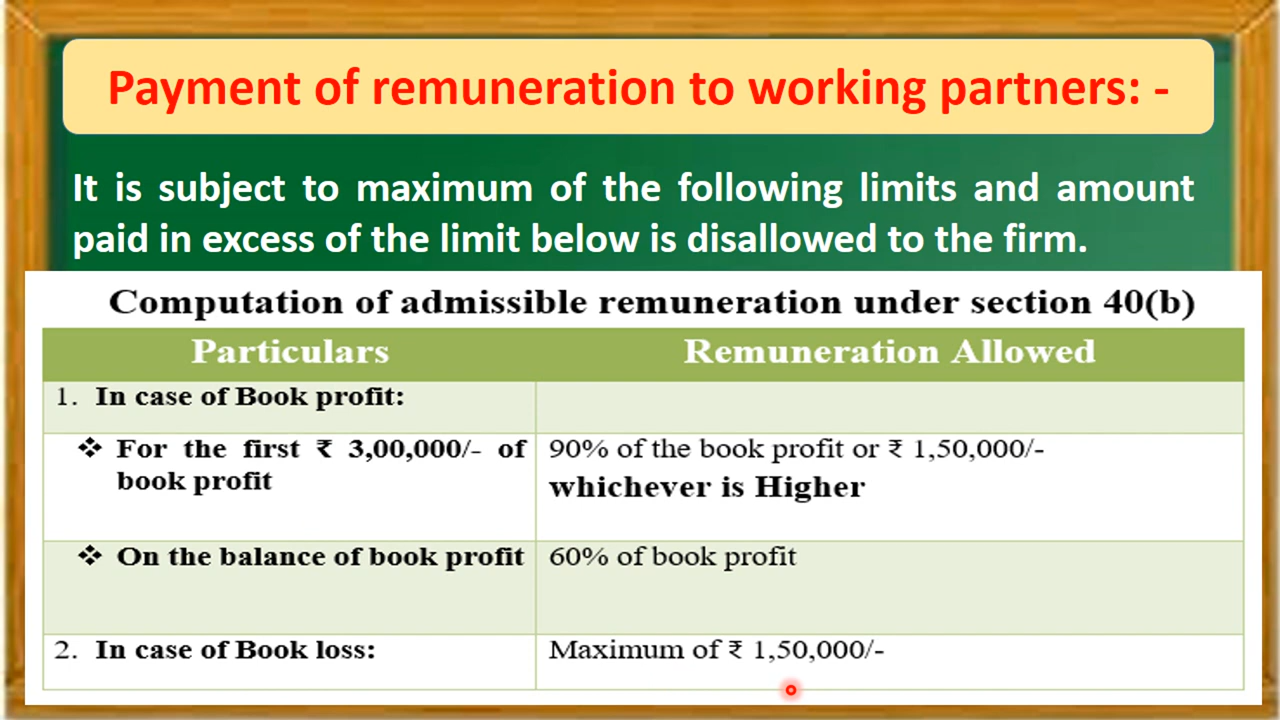 Payment of remuneration to working partners: -
It is subject to maximum of the following limits and amount
paid in excess of the limit below is disallowed to the firm.
Computation of admissible remuneration under section 40(b)
Particulars Remuneration Allowed
1. In case of Book profit:
❖ For the first ₹ 3,00,000/- of
book profit
90% of the book profit or ₹ 1,50,000/-
whichever is Higher
❖ On the balance of book profit
60% of book profit
2. In case of Book loss:
Maximum of ₹ 1,50,000/-